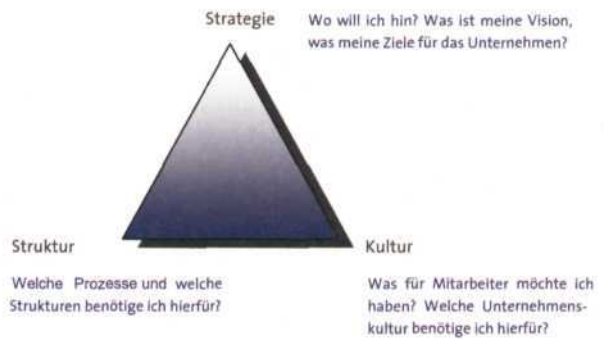 Strategie
Wo will ich hin? Was ist meine Vision,
was meine Ziele für das Unternehmen?
Struktur
Welche Prozesse und welche
Strukturen benötige ich hierfür?
Kultur
Was für Mitarbeiter möchte ich
haben? Welche Unternehmens-
kultur benötige ich hierfür?